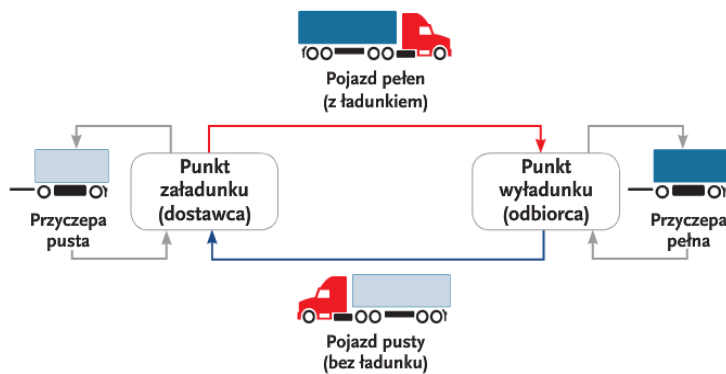 Pojazd pełen
(z ładunkiem)
Punkt
załadunku
(dostawca)
Punkt
wyładunku
(odbiorca)
Przyczepa
pusta
Przyczepa
pełna
Pojazd pusty
(bez ładunku)